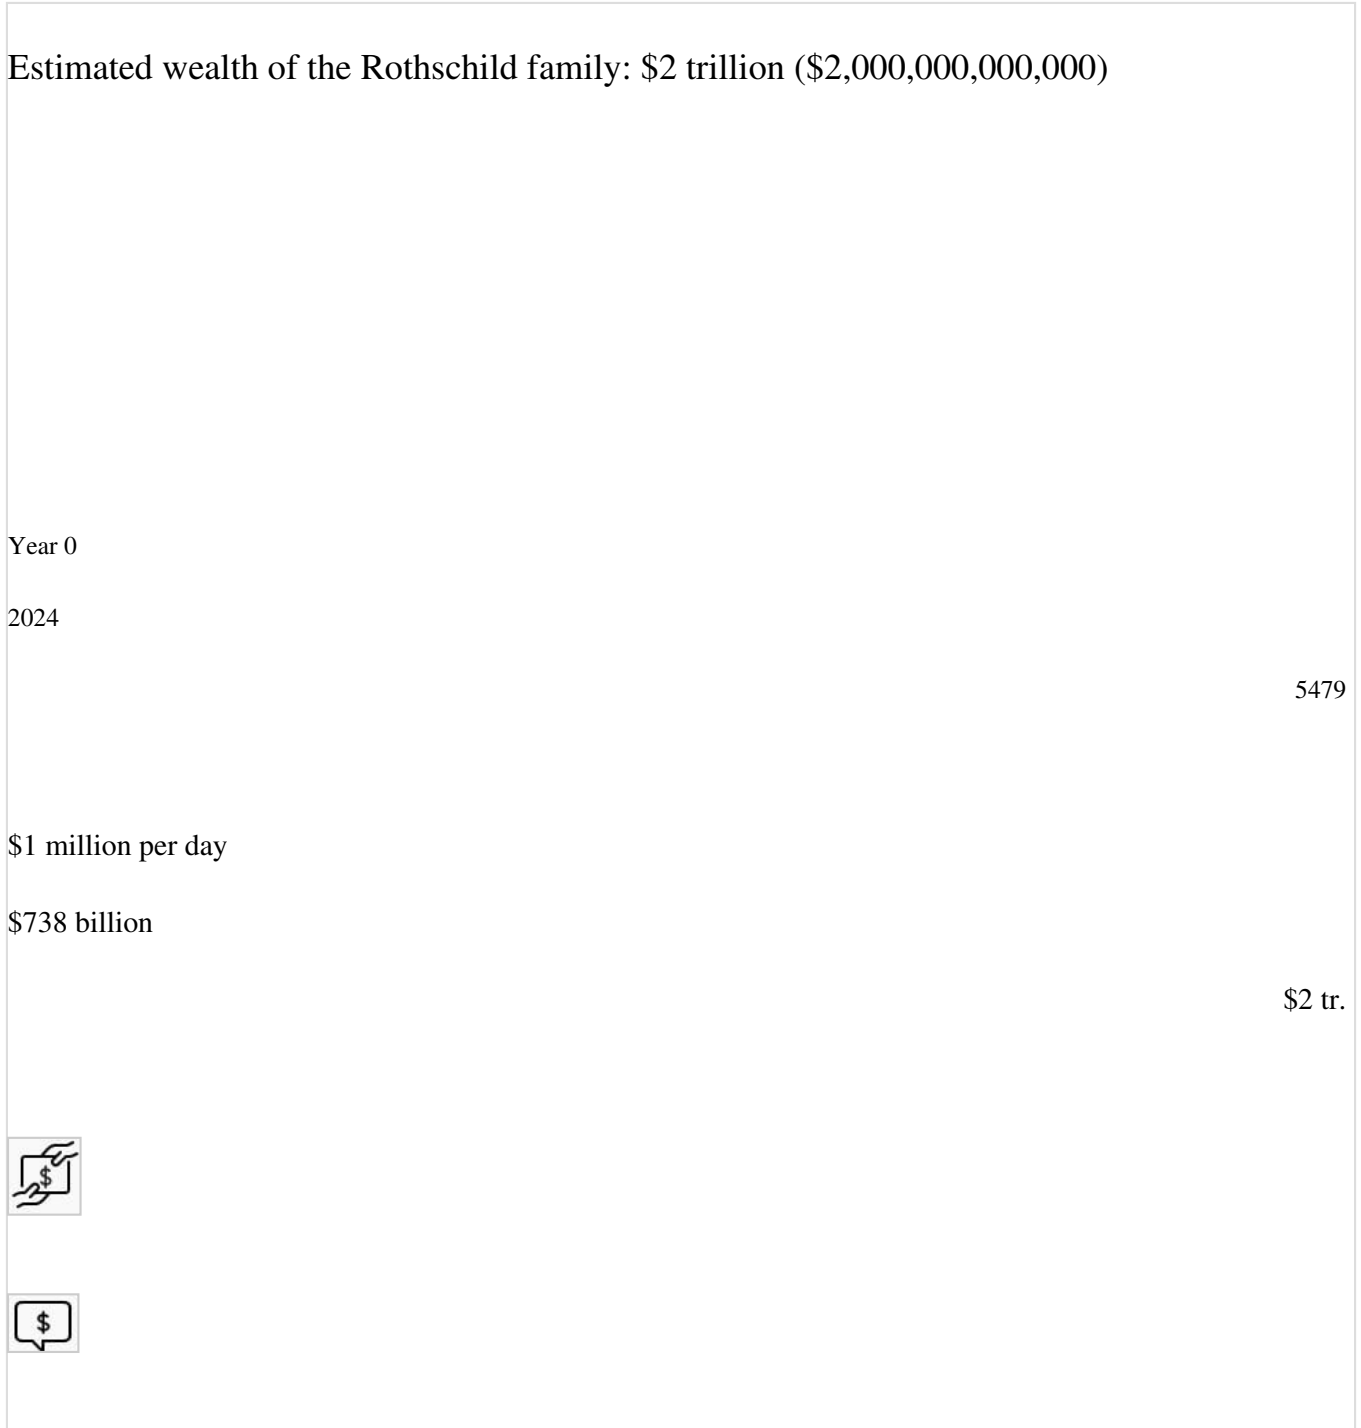 Estimated wealth of the Rothschild family: $2 trillion ($2,000,000,000,000)
Year 0
2024
5479
$1 million per day
$738 billion
$2 tr.
$
$